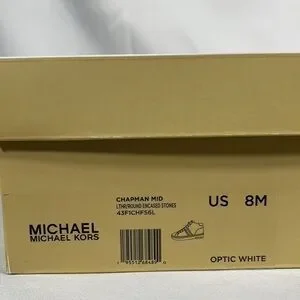 CHAPMAN MID
LTHR/ROUND ENCASED STONES
43F1CHFS6L
US 8M
MICHAEL
MICHAEL KORS
OPTIC WHITE